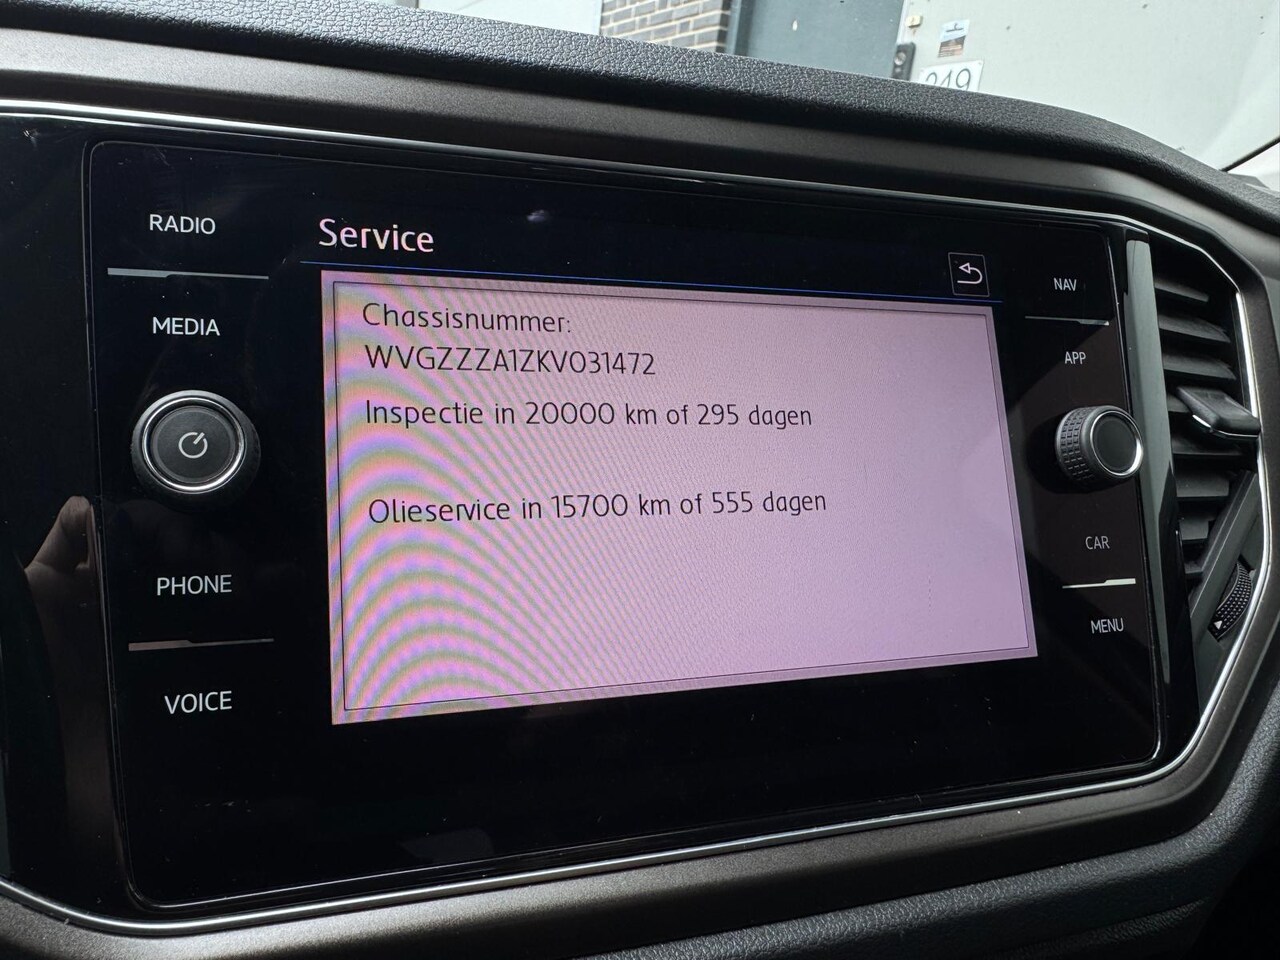 RADIO
MEDIA
PHONE
VOICE
Service
Chassisnummer:
WVGZZZA1ZKV031472
Inspectie in 20000 km of 295 dagen
Olieservice in 15700 km of 555 dagen
NAV
APP
CAR
MENU